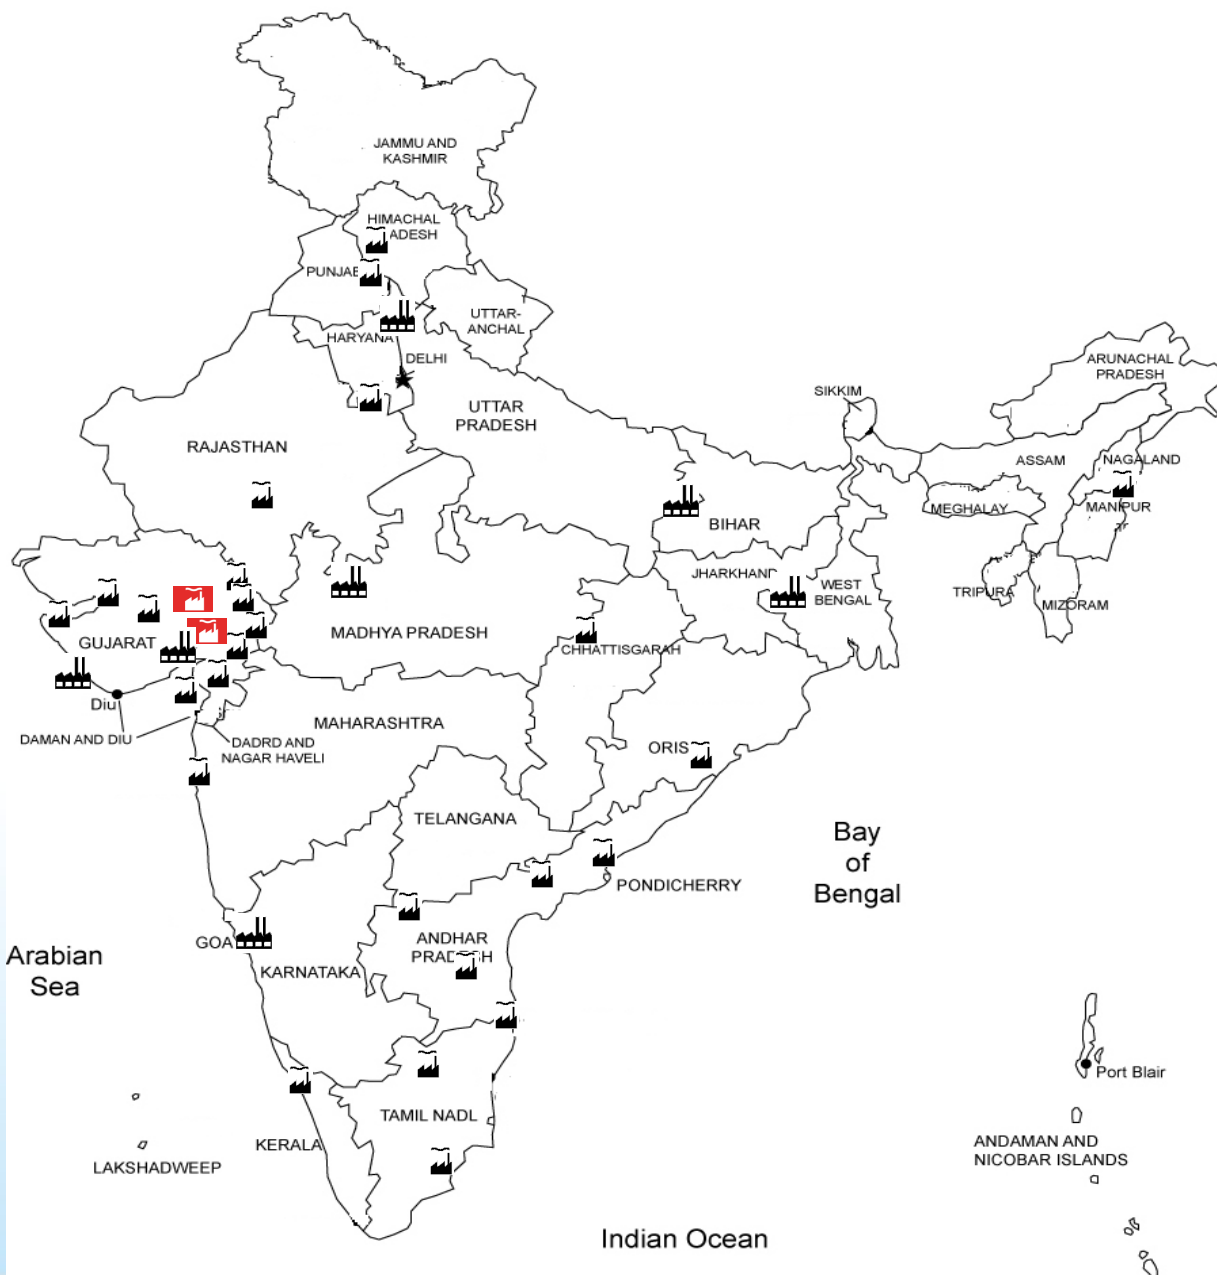 JAMMU AND
KASHMIR
HIMACHAL
ADESH
PUNJAB
UTTAR-
ANCHAL
HARYANA
DELHI
ARUNACHAL
PRADESH
SIKKIM
UTTAR
PRADESH
RAJASTHAN
ASSAM
NAGALAND
MEGHALAY
MANIPUR
BIHAR
JHARKHAND
WEST
BENGAL
TRIPURA
MIZORAM
GUJARAT
MADHYA PRADESH
CHHATTISGARAH
Diu
MAHARASHTRA
DAMAN AND DIU
DADRD AND
NAGAR HAVELI
ORIS
TELANGANA
Bay
of
Bengal
PONDICHERRY
GOA
ANDHAR
PRADESH
Arabian
Sea
KARNATAKA
Port Blair
TAMIL NADL
KERALA
ANDAMAN AND
NICOBAR ISLANDS
LAKSHADWEEP
Indian Ocean